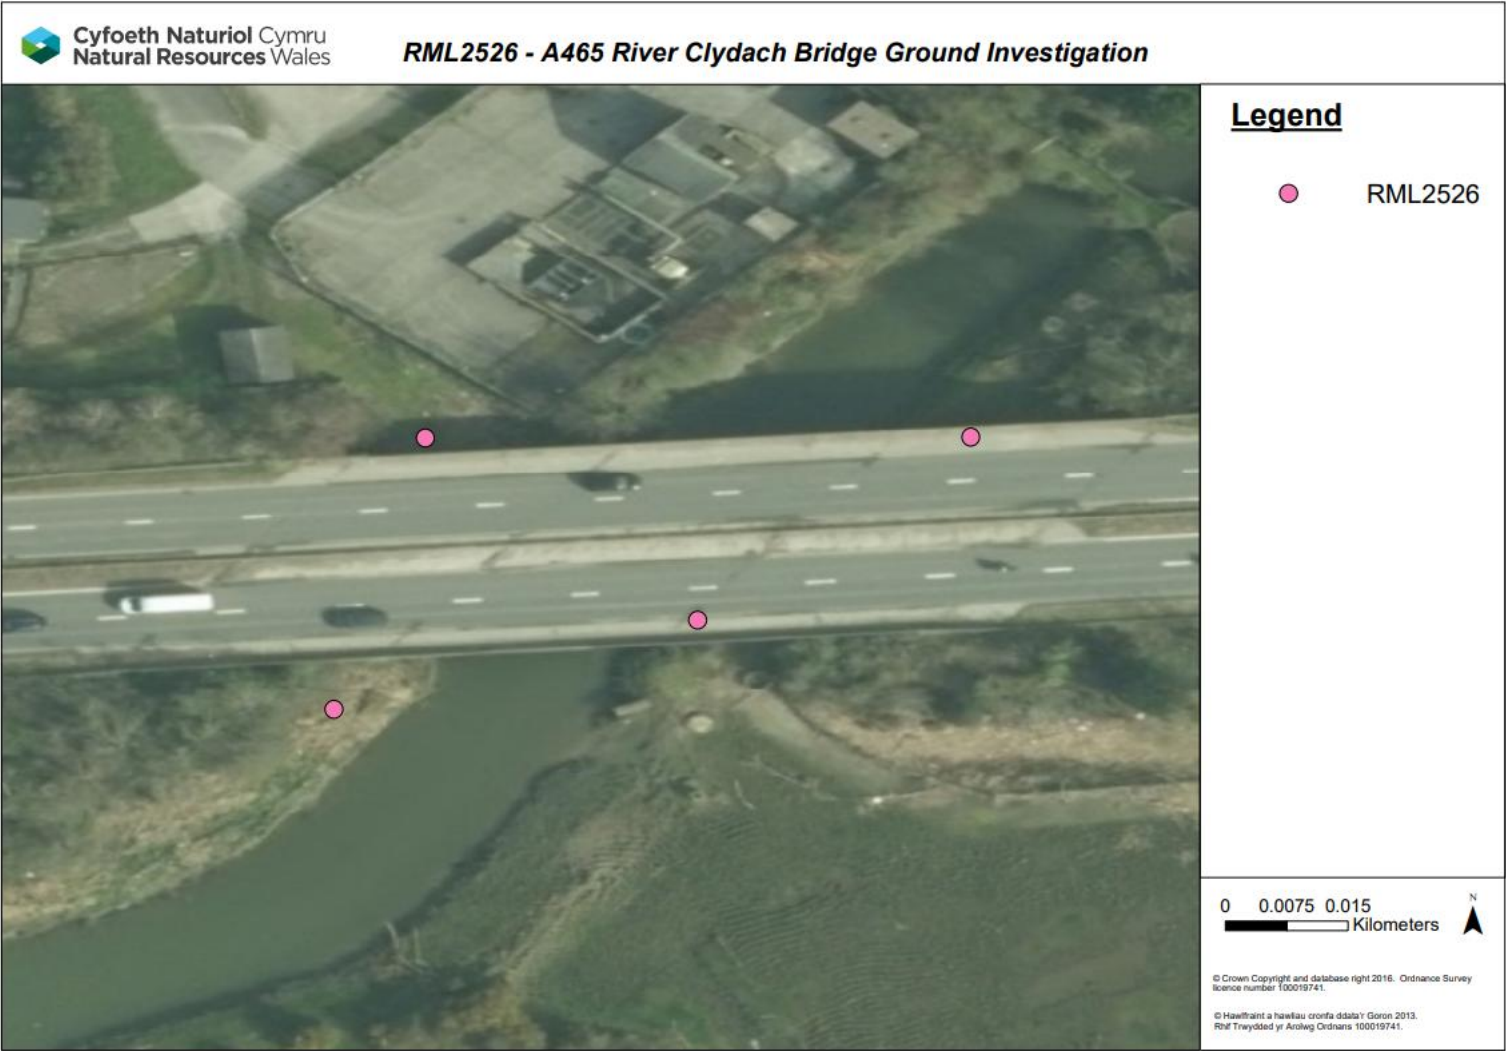 Cyfoeth Naturiol Cymru
Natural Resources Wales
RML2526 - A465 River Clydach Bridge Ground Investigation
Legend
RML2526
0 0.0075 0.015
Kilometers
N
© Crown Copyright and database right 2016. Ordnance Survey
licence number 100019741.
© Hawlfraint a hawliau cronfa ddata'r Goron 2013.
Rhif Trwydded yr Arolwg Ordnans 100019741.